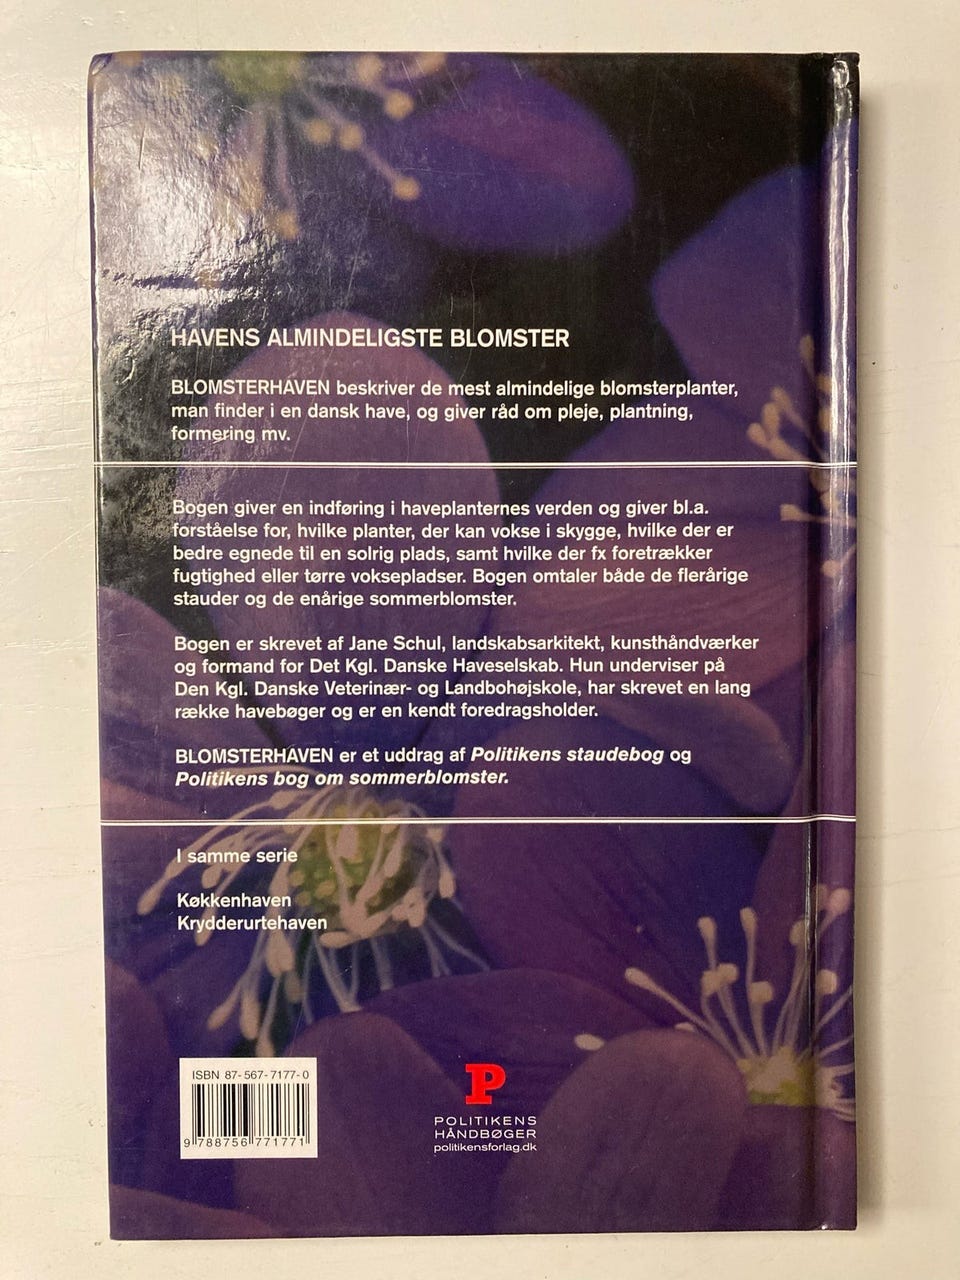 HAVENS ALMINDELIGSTE BLOMSTER
BLOMSTERHAVEN beskriver de mest almindelige blomsterplanter,
man finder i en dansk have, og giver råd om pleje, plantning,
formering mv.
Bogen giver en indføring i haveplanternes verden og giver bl.a.
forståelse for, hvilke planter, der kan vokse i skygge, hvilke der er
bedre egnede til en solrig plads, samt hvilke der fx foretrækker
fugtighed eller tørre voksepladser. Bogen omtaler både de flerårige
stauder og de enårige sommerblomster.
Bogen er skrevet af Jane Schul, landskabsarkitekt, kunsthåndværker
og formand for Det Kgl. Danske Haveselskab. Hun underviser på
Den Kgl. Danske Veterinær- og Landbohøjskole, har skrevet en lang
række havebøger og er en kendt foredragsholder.
BLOMSTERHAVEN er et uddrag af Politikens staudebog og
Politikens bog om sommerblomster.
I samme serie
Køkkenhaven
Krydderurtehaven
ISBN 87-567-7177-0
9 788756 771771
P
POLITIKENS
HÅNDBØGER
politikensforlag.dk